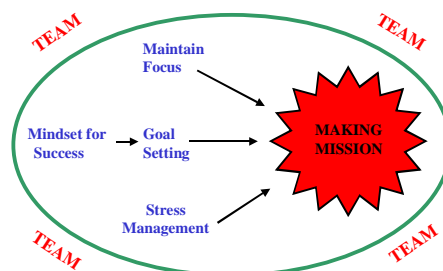 TEAM
TEAM
Maintain
Focus
Mindset for
Success
Goal
Setting
MAKING
MISSION
Stress
Management
TEAM
TEAM